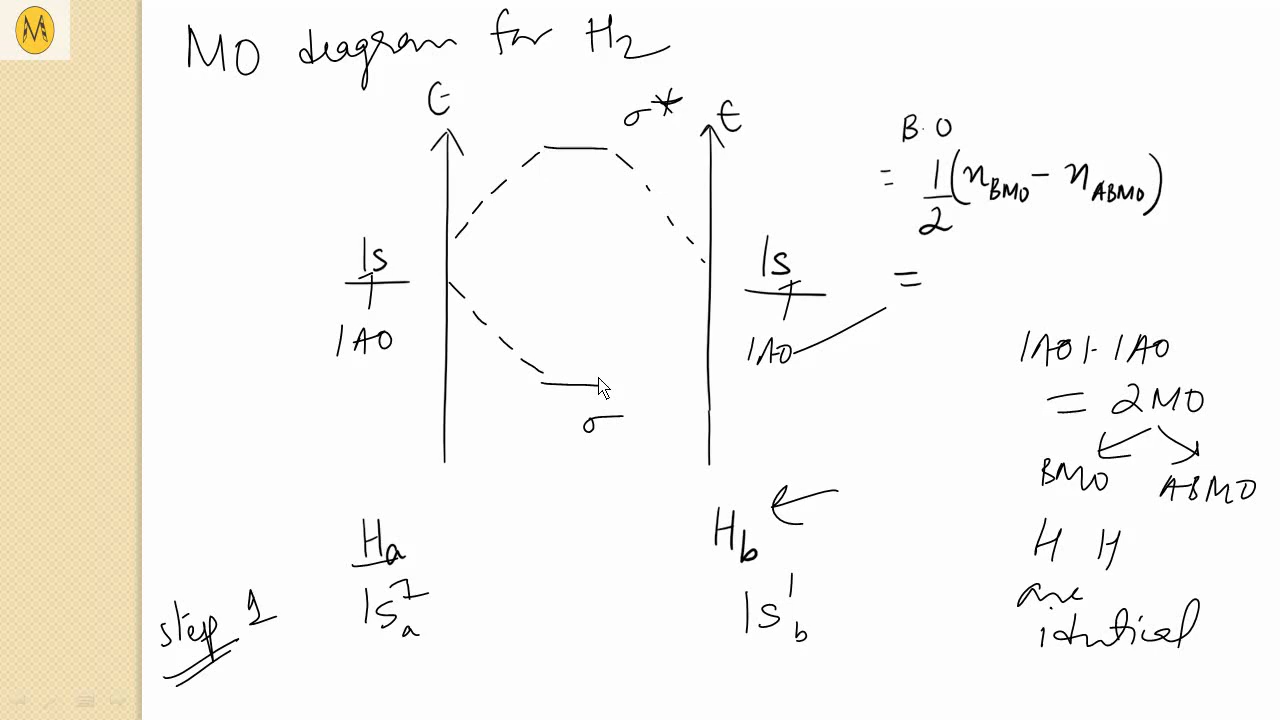 M
MO diagram for H2
E
σ*
E
B.O
= 1/2 (nBMO - nABMO)
=
1s
1AO
1s
1AO
1AO + 1AO
= 2MO
BMO ABMO
σ
Ha
1s¹a
Hb
1s¹b
H H
are
identical
step 1